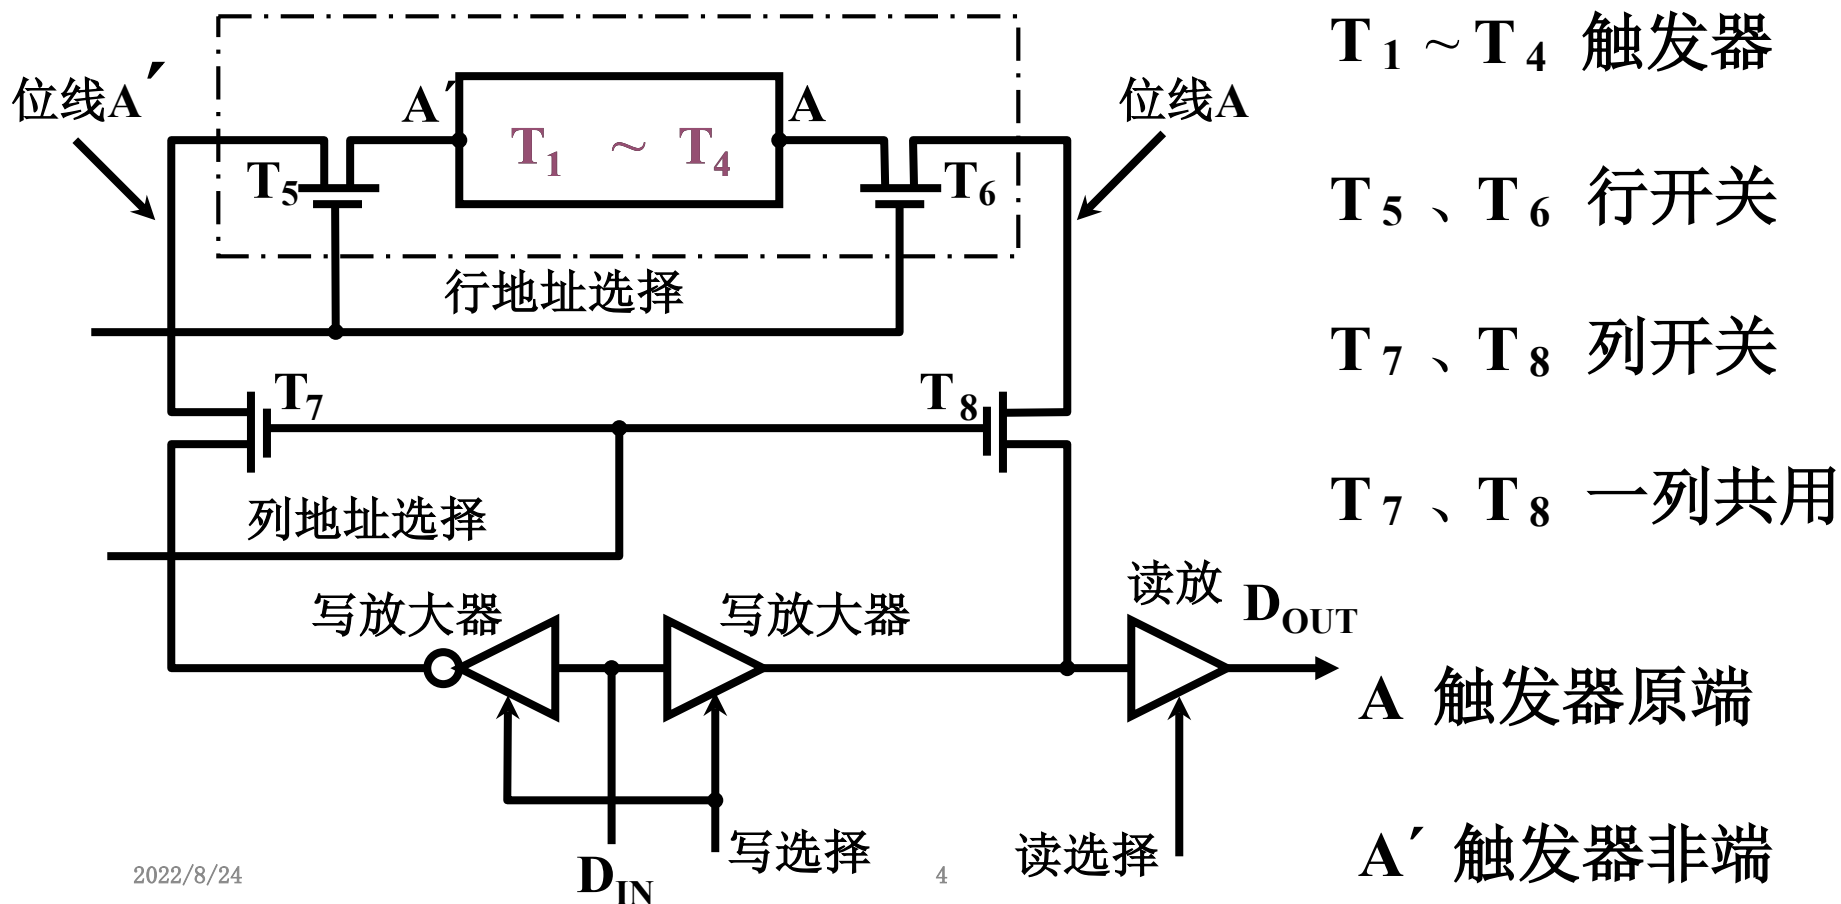 T1 ~ T4 触发器
位线A′
A′
T1 ~ T4
A
位线A
T5
T6
T5 、T6 行开关
行地址选择
T7
T8
T7 、T8 列开关
列地址选择
T7 、T8 一列共用
写放大器
写放大器
读放
DOUT
A 触发器原端
写选择
读选择
A′ 触发器非端
DIN
2022/8/24
4